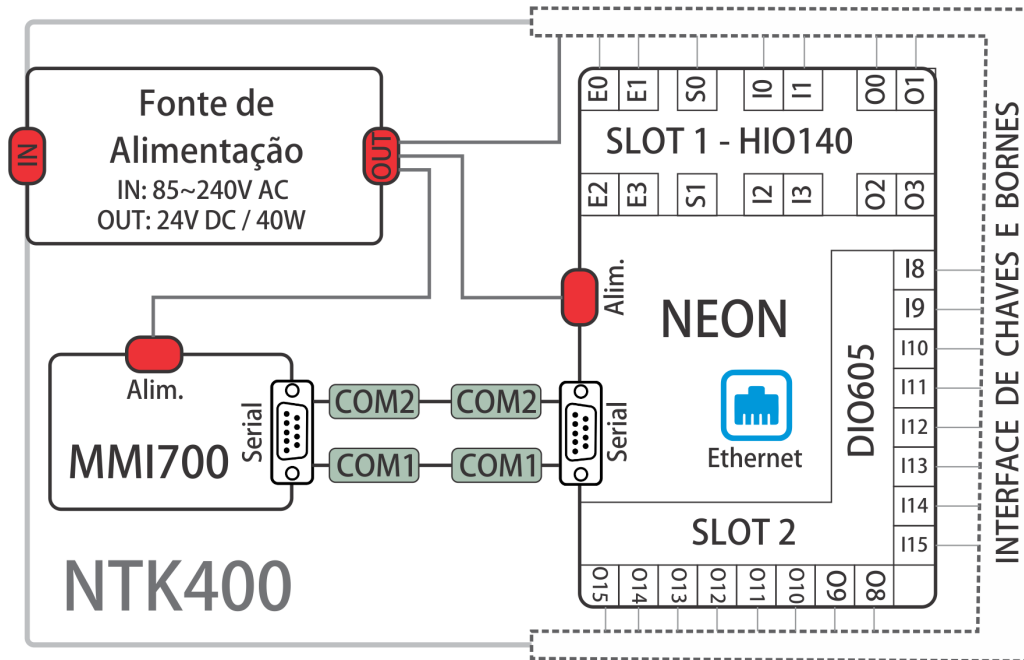 Fonte de
Alimentação
IN: 85~240V AC
OUT: 24V DC / 40W
IN
OUT
E0
E1
S0
I0
I1
O0
O1
SLOT 1 - HIO140
E2
E3
S1
I2
I3
O2
O3
Alim.
NEON
Ethernet
DIO605
I8
I9
I10
I11
I12
I13
I14
I15
SLOT 2
O15
O14
O13
O12
O11
O10
O9
O8
Alim.
MMI700
Serial
COM2
COM2
COM1
COM1
Serial
NTK400
INTERFACE DE CHAVES E BORNES